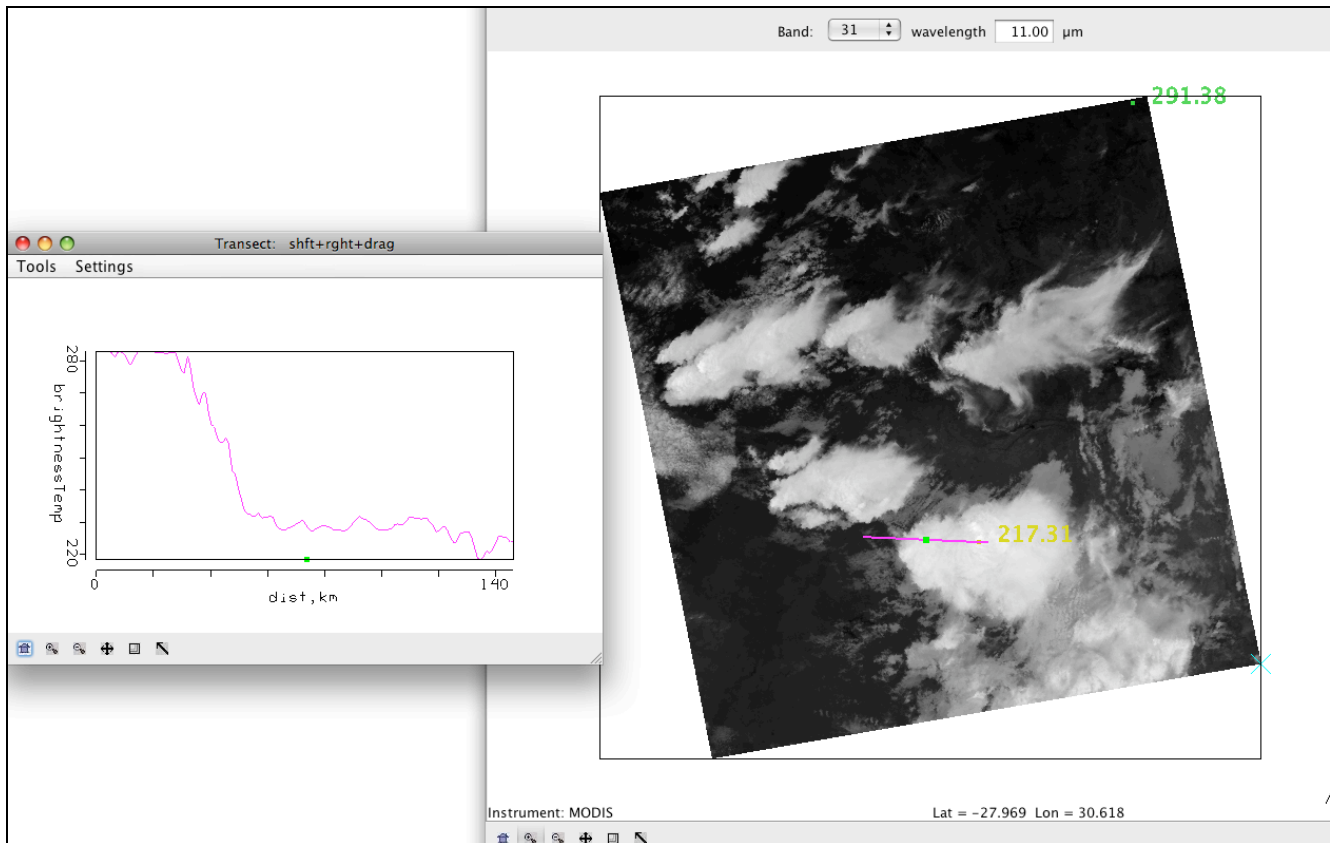 Band: 31 wavelength 11.00 µm
291.38
Transect: shft+rght+drag
Tools Settings
280
brightnessTemp
220
0 140
dist,km
217.31
Instrument: MODIS Lat = -27.969 Lon = 30.618